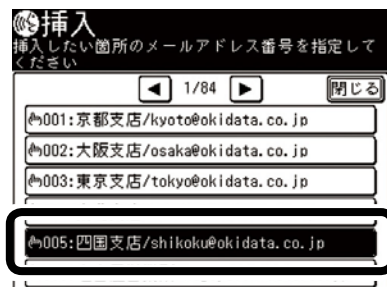 挿入
挿入したい箇所のメールアドレス番号を指定して
ください
1/84
閉じる
001:京都支店/kyoto@okidata.co.jp
002:大阪支店/osaka@okidata.co.jp
003:東京支店/tokyo@okidata.co.jp
005:四国支店/shikoku@okidata.co.jp